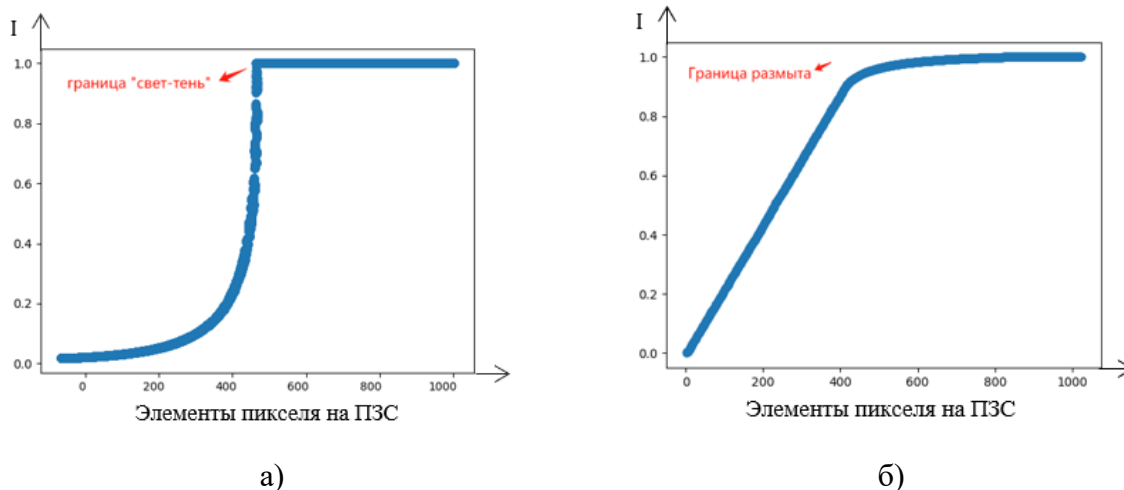 I
1.0
граница "свет-тень"
0.8
0.6
0.4
0.2
0.0
0 200 400 600 800 1000
Элементы пикселя на ПЗС
а)
I
1.0
Граница размыта
0.8
0.6
0.4
0.2
0.0
0 200 400 600 800 1000
Элементы пикселя на ПЗС
б)